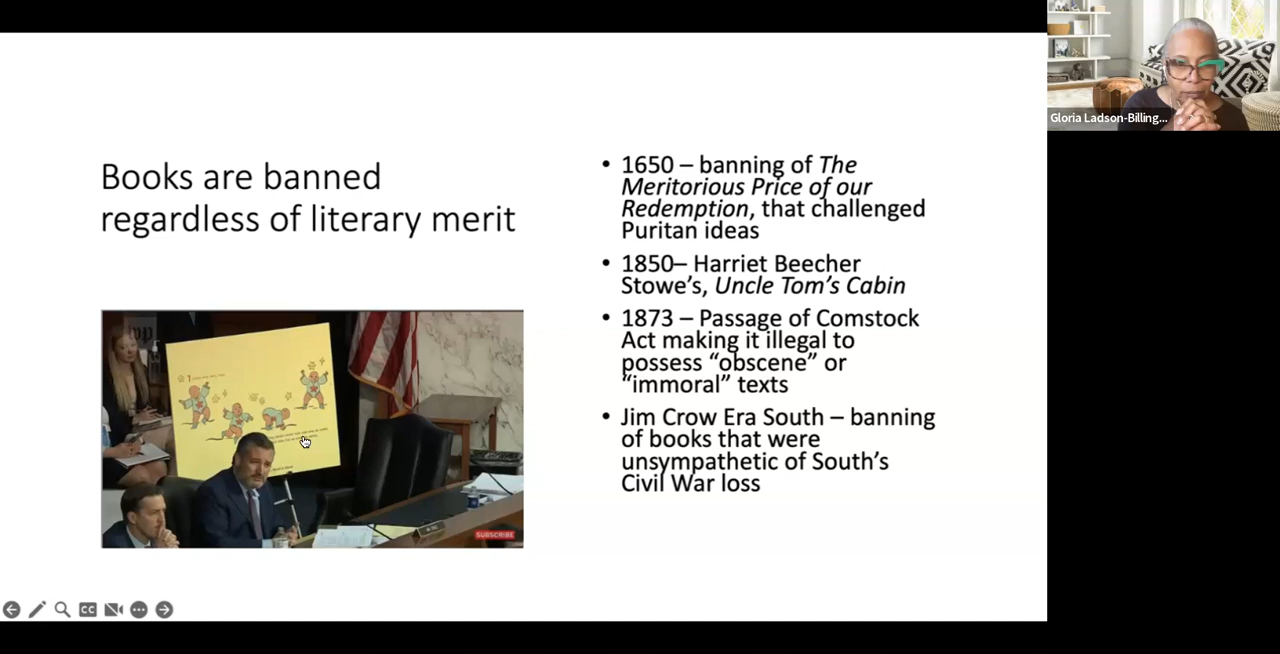 Gloria Ladson-Billing...
Books are banned
regardless of literary merit
• 1650 – banning of The
Meritorious Price of our
Redemption, that challenged
Puritan ideas
• 1850– Harriet Beecher
Stowe’s, Uncle Tom’s Cabin
• 1873 – Passage of Comstock
Act making it illegal to
possess “obscene” or
“immoral” texts
• Jim Crow Era South – banning
of books that were
unsympathetic of South’s
Civil War loss
SUBSCRIBE
CC